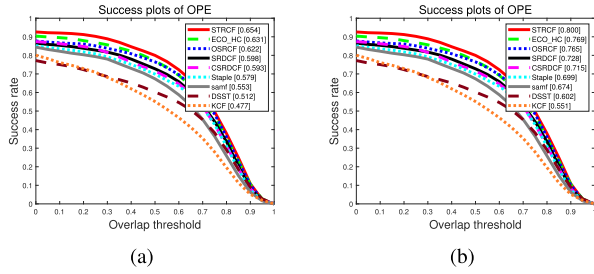 Success plots of OPE
Success rate
1
0.9
0.8
0.7
0.6
0.5
0.4
0.3
0.2
0.1
0
STRCF [0.654]
ECO_HC [0.631]
OSRCF [0.622]
SRDCF [0.598]
CSRDCF [0.593]
Staple [0.579]
samf [0.553]
DSST [0.512]
KCF [0.477]
0 0.1 0.2 0.3 0.4 0.5 0.6 0.7 0.8 0.9 1
Overlap threshold
(a)
Success plots of OPE
Success rate
1
0.9
0.8
0.7
0.6
0.5
0.4
0.3
0.2
0.1
0
STRCF [0.800]
ECO_HC [0.769]
OSRCF [0.765]
SRDCF [0.728]
CSRDCF [0.715]
Staple [0.699]
samf [0.674]
DSST [0.602]
KCF [0.551]
0 0.1 0.2 0.3 0.4 0.5 0.6 0.7 0.8 0.9 1
Overlap threshold
(b)